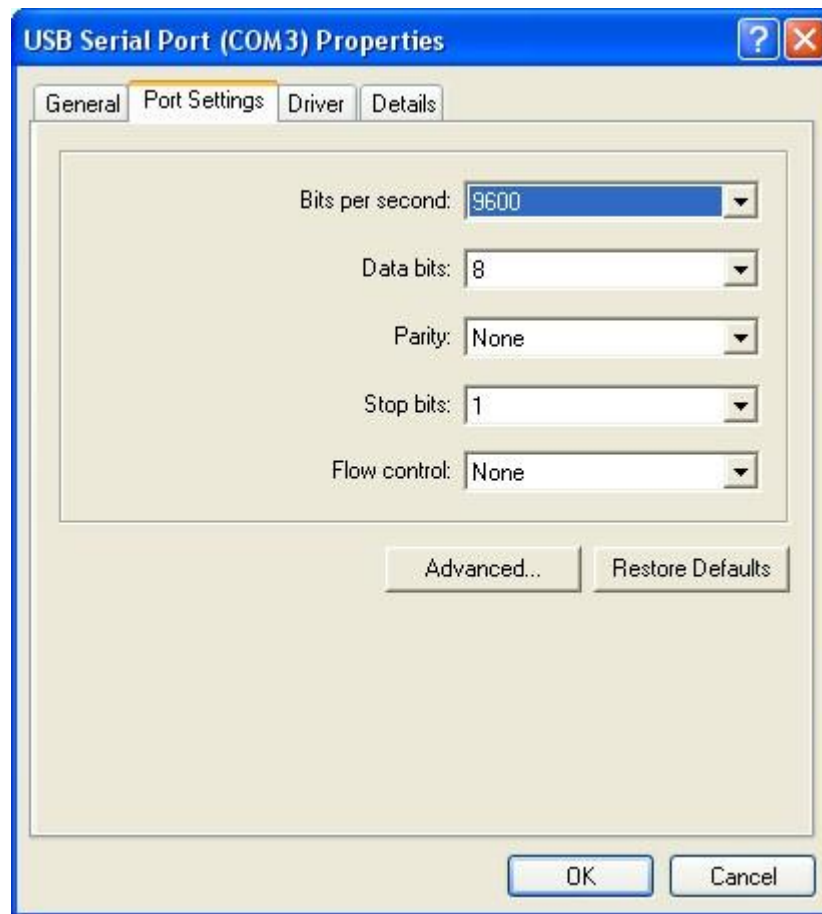 USB Serial Port (COM3) Properties
General Port Settings Driver Details
Bits per second: 9600
Data bits: 8
Parity: None
Stop bits: 1
Flow control: None
Advanced... Restore Defaults
OK Cancel